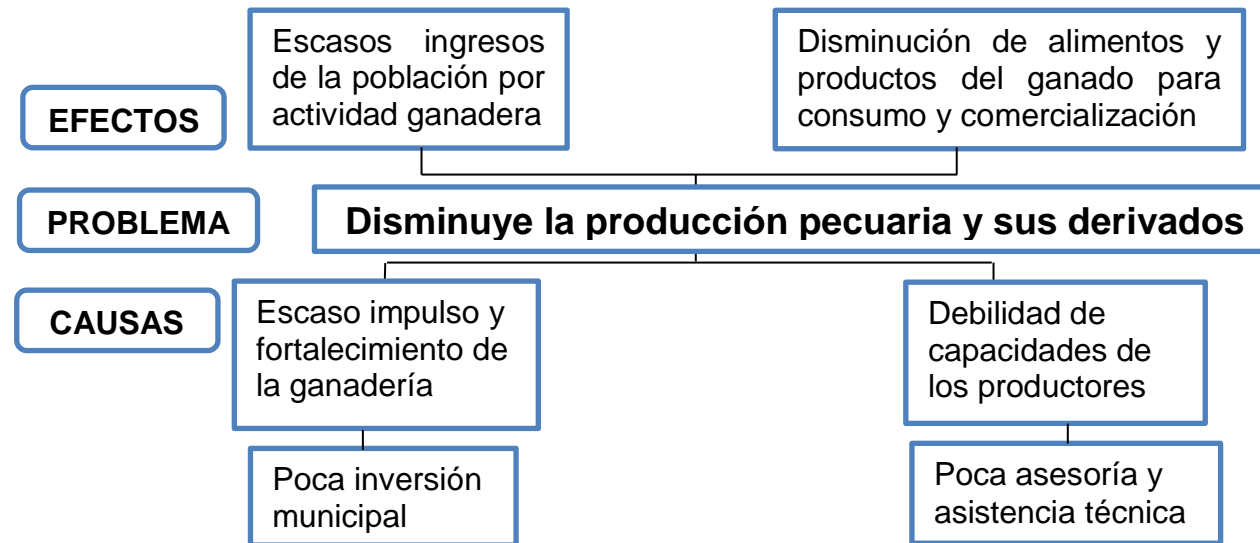 Escasos ingresos
de la población por
actividad ganadera
Disminución de alimentos y
productos del ganado para
consumo y comercialización
EFECTOS
PROBLEMA
Disminuye la producción pecuaria y sus derivados
CAUSAS
Escaso impulso y
fortalecimiento de
la ganadería
Debilidad de
capacidades de
los productores
Poca inversión
municipal
Poca asesoría y
asistencia técnica